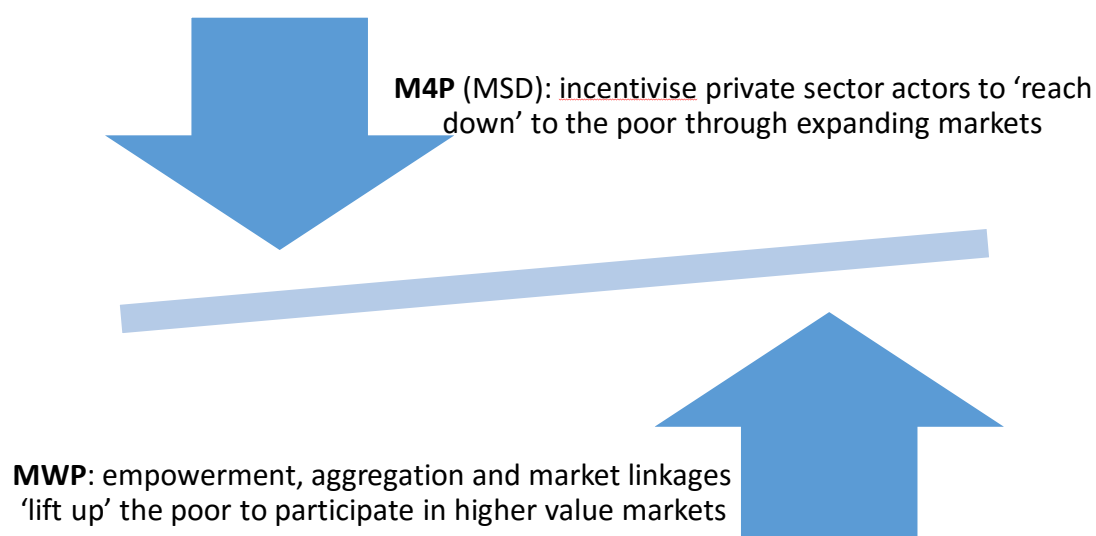 M4P (MSD): incentivise private sector actors to ‘reach
down’ to the poor through expanding markets
MWP: empowerment, aggregation and market linkages
‘lift up’ the poor to participate in higher value markets